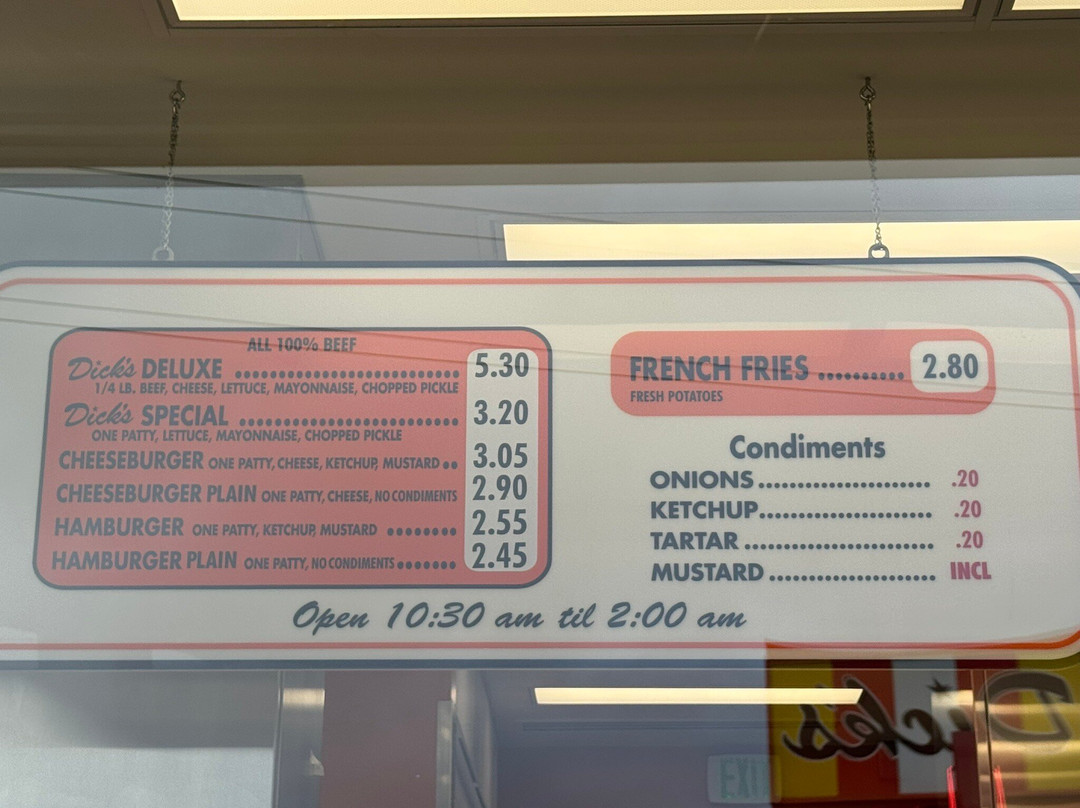 ALL 100% BEEF
Dick's DELUXE ........................ 5.30
1/4 LB. BEEF, CHEESE, LETTUCE, MAYONNAISE, CHOPPED PICKLE
Dick's SPECIAL ........................ 3.20
ONE PATTY, LETTUCE, MAYONNAISE, CHOPPED PICKLE
CHEESEBURGER ONE PATTY, CHEESE, KETCHUP, MUSTARD .. 3.05
CHEESEBURGER PLAIN ONE PATTY, CHEESE, NO CONDIMENTS 2.90
HAMBURGER ONE PATTY, KETCHUP, MUSTARD ........ 2.55
HAMBURGER PLAIN ONE PATTY, NO CONDIMENTS ....... 2.45
FRENCH FRIES .......... 2.80
FRESH POTATOES
Condiments
ONIONS ...................... .20
KETCHUP ...................... .20
TARTAR ...................... .20
MUSTARD ................... INCL
Open 10:30 am til 2:00 am
Dick's
D
EXIT